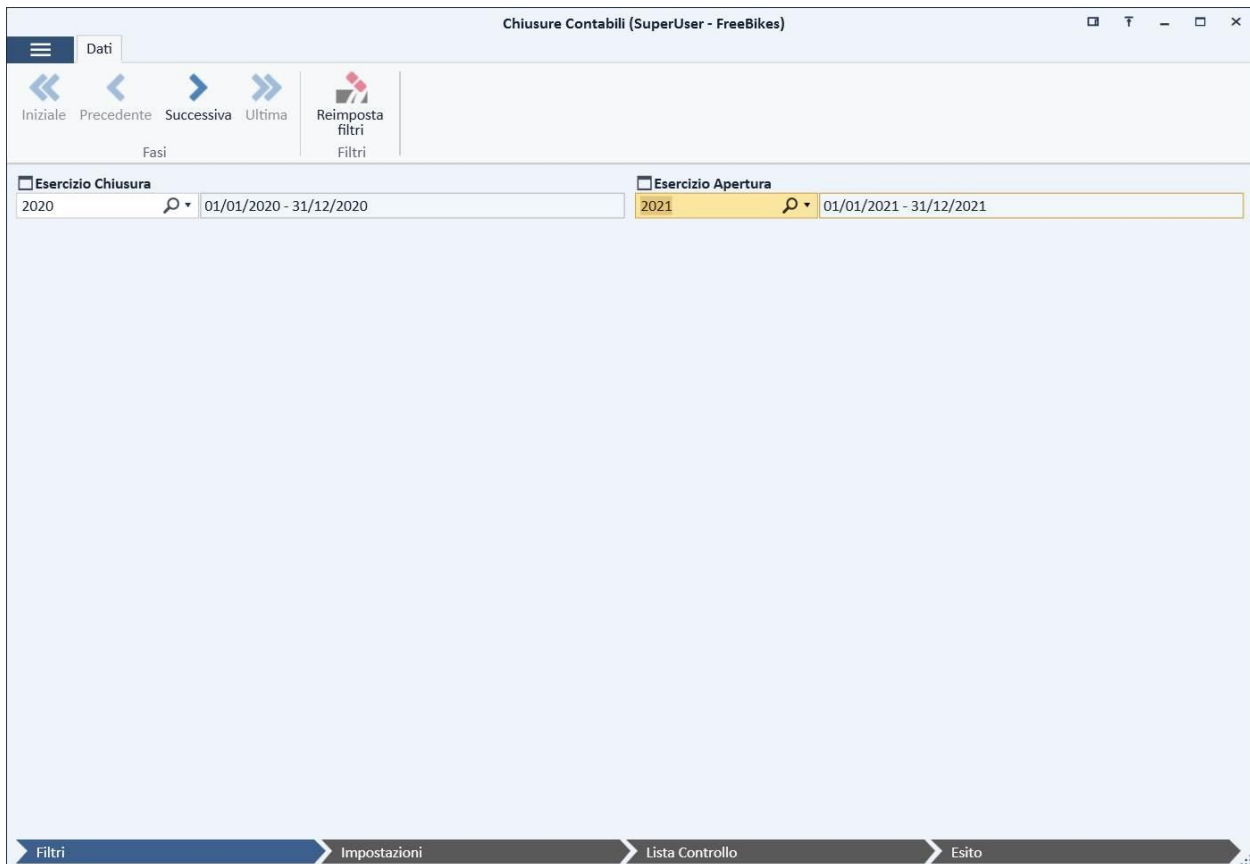 Chiusure Contabili (SuperUser - FreeBikes)
Dati
Iniziale Precedente Successiva Ultima Reimposta filtri
Fasi Filtri
Esercizio Chiusura Esercizio Apertura
2020 01/01/2020 - 31/12/2020 2021 01/01/2021 - 31/12/2021
Filtri Impostazioni Lista Controllo Esito